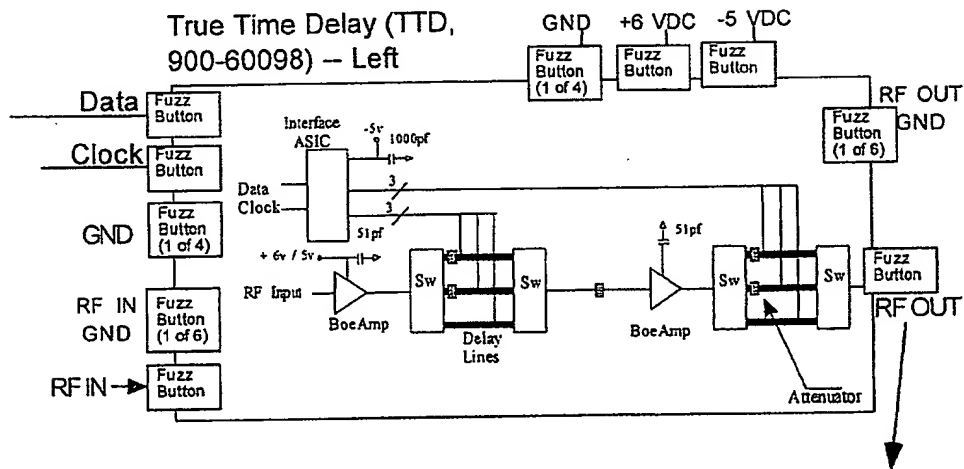 True Time Delay (TTD,
900-60098) – Left
GND
+6 VDC
-5 VDC
Fuzz
Button
(1 of 4)
Fuzz
Button
Fuzz
Button
Data
Fuzz
Button
RF OUT
GND
Fuzz
Button
(1 of 6)
Clock
Fuzz
Button
Interface
ASIC
-5v
1000pf
Data
Clock
3
3
GND
Fuzz
Button
(1 of 4)
51pf
51pf
+ 6v / 5v
RF Input
BoeAmp
Sw
Sw
Delay
Lines
BoeAmp
Sw
Sw
Fuzz
Button
RF OUT
RF IN
GND
Fuzz
Button
(1 of 6)
Attenuator
RF IN
Fuzz
Button